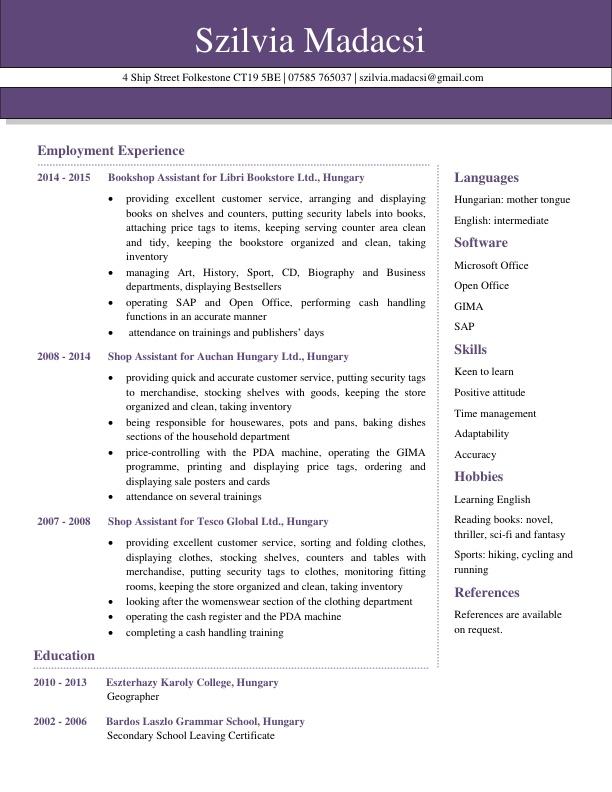 Szilvia Madacsi
4 Ship Street Folkestone CT19 5BE | 07585 765037 | szilvia.madacsi@gmail.com
Employment Experience
2014 - 2015 Bookshop Assistant for Libri Bookstore Ltd., Hungary
• providing excellent customer service, arranging and displaying
books on shelves and counters, putting security labels into books,
attaching price tags to items, keeping serving counter area clean
and tidy, keeping the bookstore organized and clean, taking
inventory
• managing Art, History, Sport, CD, Biography and Business
departments, displaying Bestsellers
• operating SAP and Open Office, performing cash handling
functions in an accurate manner
• attendance on trainings and publishers’ days
2008 - 2014 Shop Assistant for Auchan Hungary Ltd., Hungary
• providing quick and accurate customer service, putting security tags
to merchandise, stocking shelves with goods, keeping the store
organized and clean, taking inventory
• being responsible for housewares, pots and pans, baking dishes
sections of the household department
• price-controlling with the PDA machine, operating the GIMA
programme, printing and displaying price tags, ordering and
displaying sale posters and cards
• attendance on several trainings
2007 - 2008 Shop Assistant for Tesco Global Ltd., Hungary
• providing excellent customer service, sorting and folding clothes,
displaying clothes, stocking shelves, counters and tables with
merchandise, putting security tags to clothes, monitoring fitting
rooms, keeping the store organized and clean, taking inventory
• looking after the womenswear section of the clothing department
• operating the cash register and the PDA machine
• completing a cash handling training
Education
2010 - 2013 Eszterhazy Karoly College, Hungary
Geographer
2002 - 2006 Bardos Laszlo Grammar School, Hungary
Secondary School Leaving Certificate
Languages
Hungarian: mother tongue
English: intermediate
Software
Microsoft Office
Open Office
GIMA
SAP
Skills
Keen to learn
Positive attitude
Time management
Adaptability
Accuracy
Hobbies
Learning English
Reading books: novel,
thriller, sci-fi and fantasy
Sports: hiking, cycling and
running
References
References are available
on request.